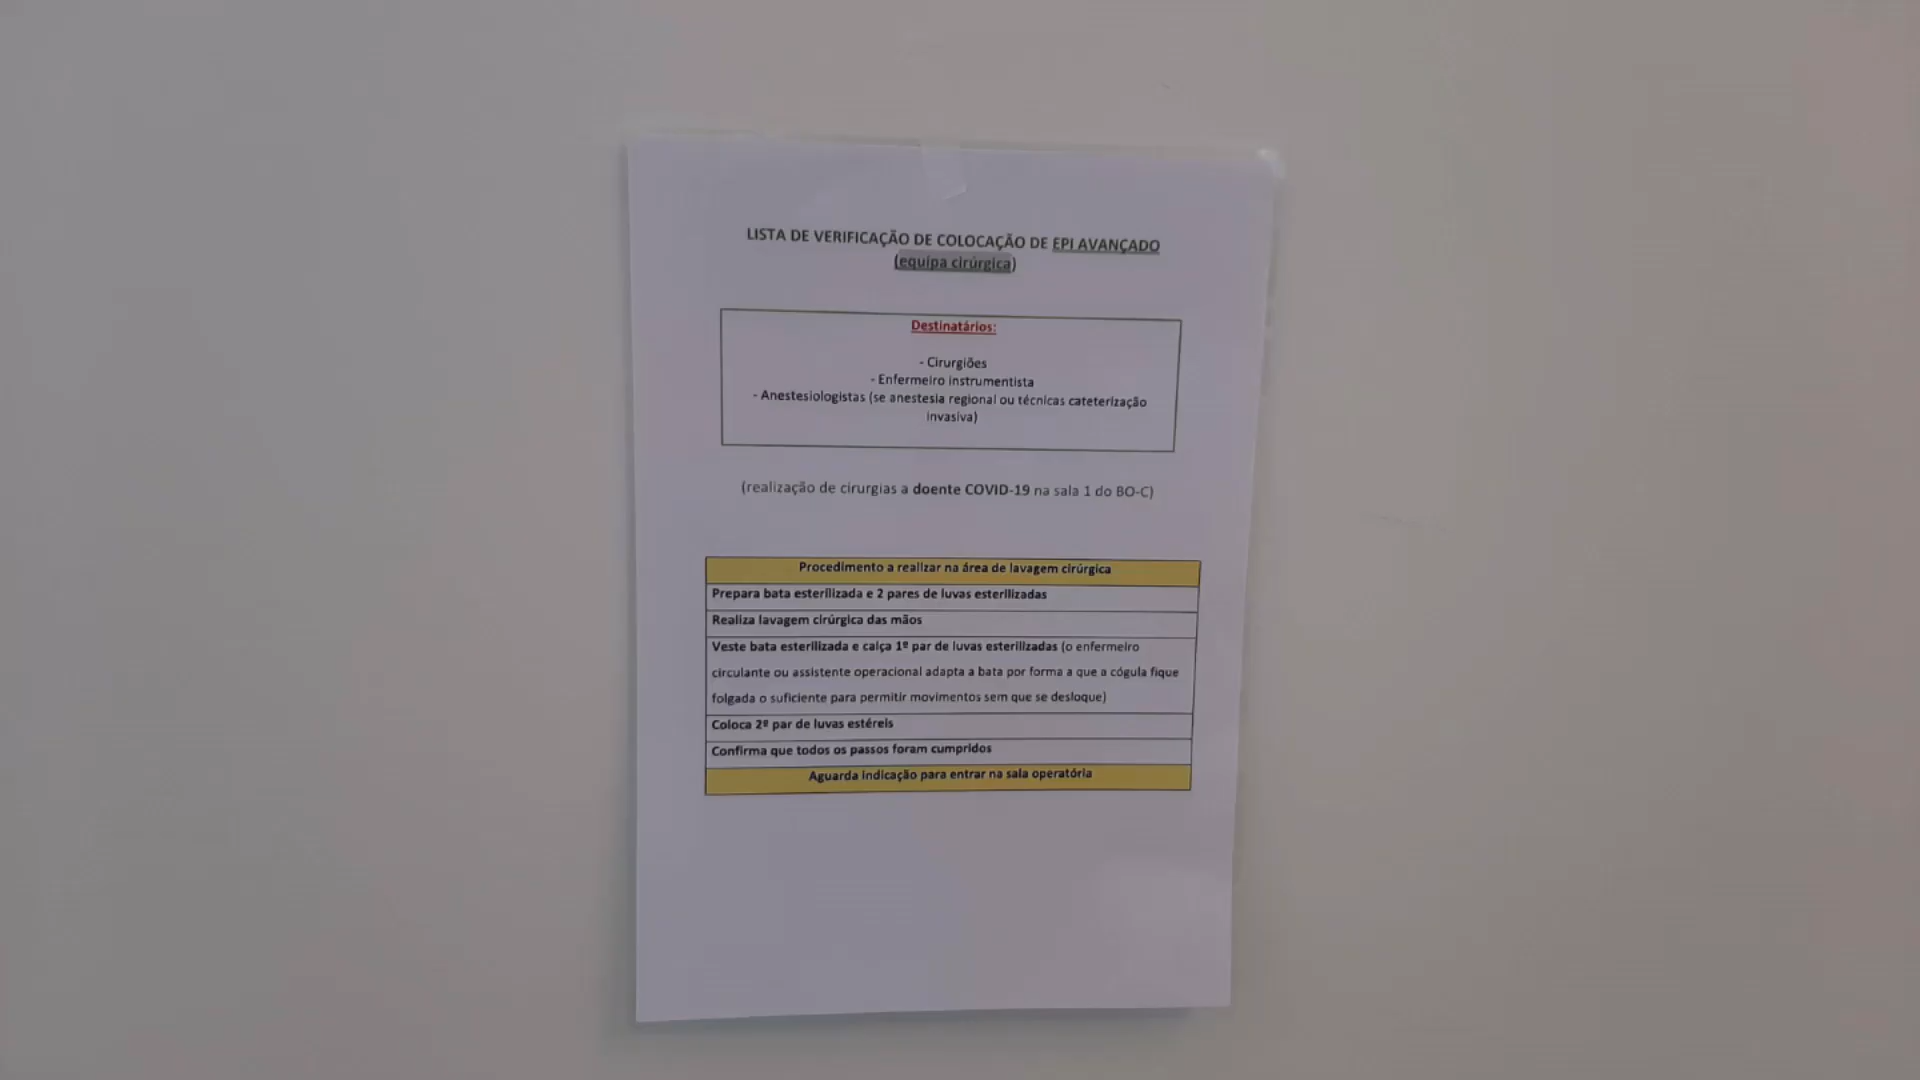 LISTA DE VERIFICAÇÃO DE COLOCAÇÃO DE EPI AVANÇADO
(equipa cirúrgica)
Destinatários:
- Cirurgiões
- Enfermeiro instrumentista
- Anestesiologistas (se anestesia regional ou técnicas cateterização
invasiva)
(realização de cirurgias a doente COVID-19 na sala 1 do BO-C)
Procedimento a realizar na área de lavagem cirúrgica
Prepara bata esterilizada e 2 pares de luvas esterilizadas
Realiza lavagem cirúrgica das mãos
Veste bata esterilizada e calça 1º par de luvas esterilizadas (o enfermeiro
circulante ou assistente operacional adapta a bata por forma a que a cógula fique
folgada o suficiente para permitir movimentos sem que se desloque)
Coloca 2º par de luvas estéreis
Confirma que todos os passos foram cumpridos
Aguarda indicação para entrar na sala operatória